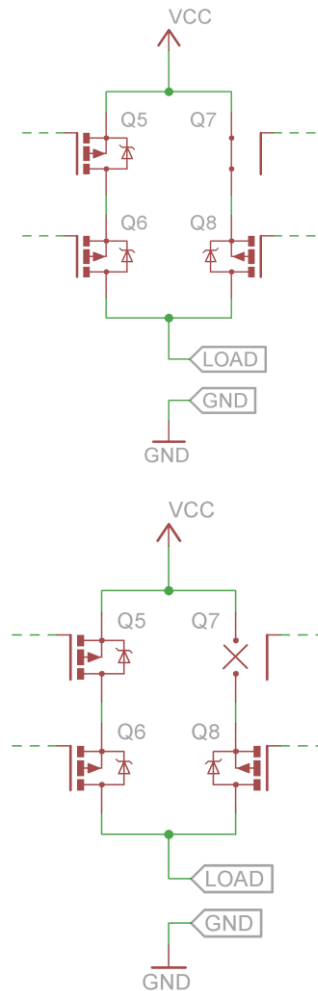 VCC
Q5 Q7
Q6 Q8
LOAD
GND
GND
VCC
Q5 Q7
Q6 Q8
LOAD
GND
GND